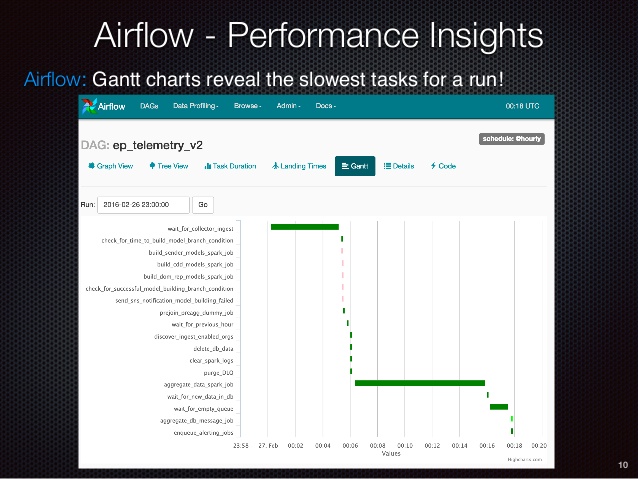 Airflow - Performance Insights
Airflow: Gantt charts reveal the slowest tasks for a run!
Airflow DAGs Data Profiling Browse Admin Docs 00:18 UTC
DAG: ep_telemetry_v2 schedule: @hourly
Graph View Tree View Task Duration Landing Times Gantt Details Code
Run: 2016-02-26 23:00:00 Go
wait_for_collector_ingest
check_for_time_to_build_model_branch_condition
build_sender_models_spark_job
build_cdd_models_spark_job
build_dom_rep_models_spark_job
check_for_successful_model_building_branch_condition
send_sns_notification_model_building_failed
prejoin_preagg_dummy_job
wait_for_previous_hour
discover_ingest_enabled_orgs
delete_db_data
clear_spark_logs
purge_DLQ
aggregate_data_spark_job
wait_for_new_data_in_db
wait_for_empty_queue
aggregate_db_message_job
enqueue_alerting_jobs
23:58 27. Feb 00:02 00:04 00:06 00:08 00:10 00:12 00:14 00:16 00:18 00:20
Values
Highcharts.com
10